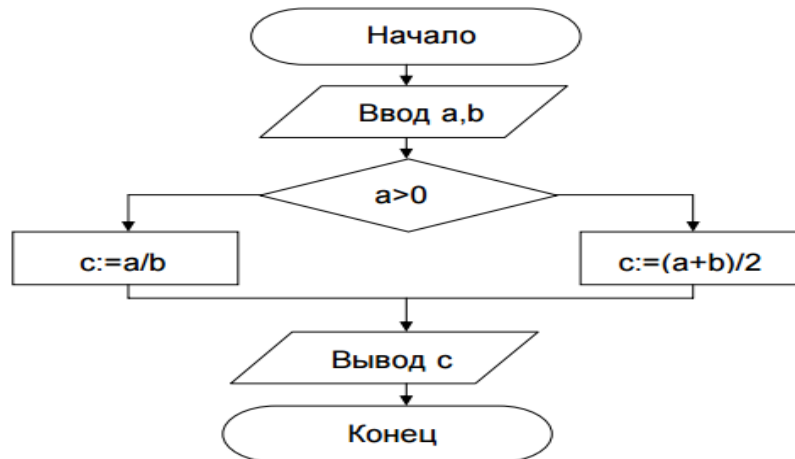 Начало
Ввод a,b
a>0
c:=a/b
c:=(a+b)/2
Вывод c
Конец